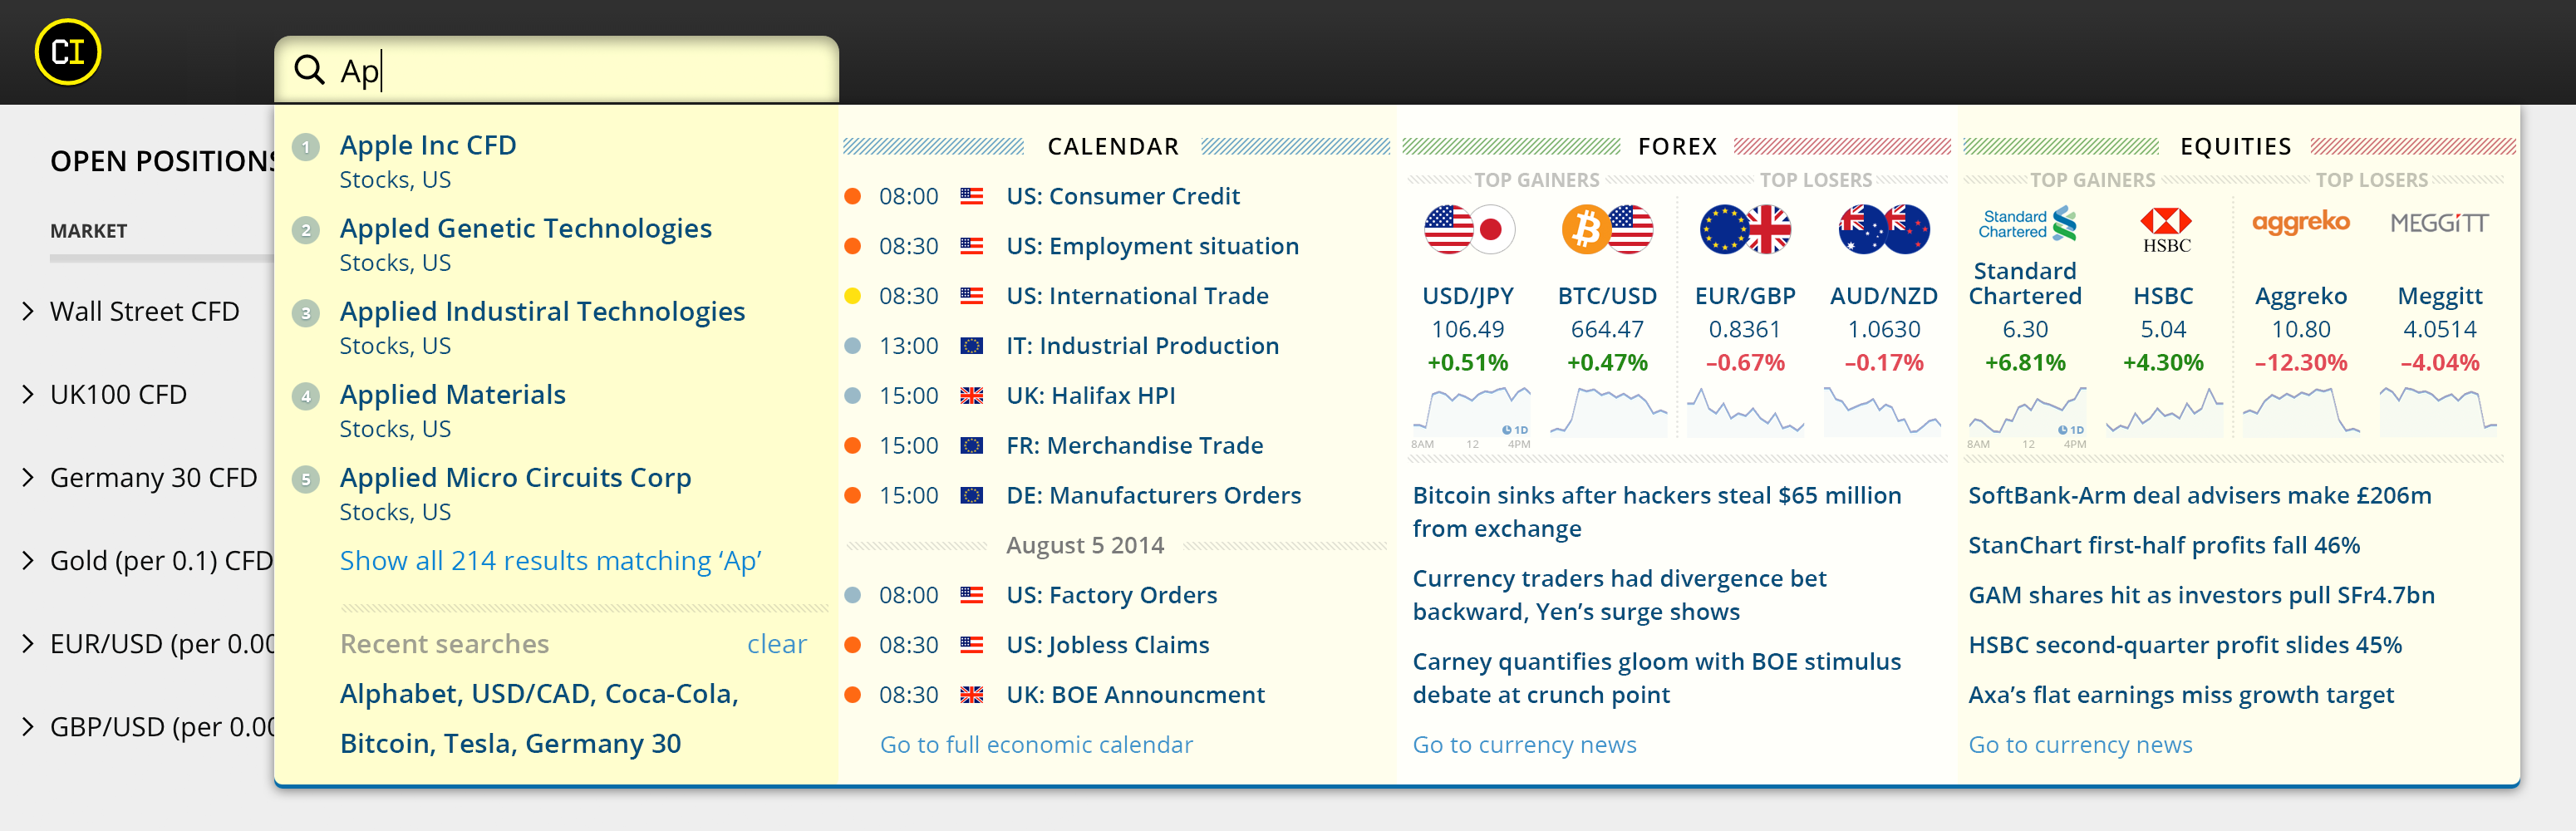 CI
Ap
OPEN POSITIONS
MARKET
Wall Street CFD
UK100 CFD
Germany 30 CFD
Gold (per 0.1) CFD
EUR/USD (per 0.00
GBP/USD (per 0.00
1 Apple Inc CFD
Stocks, US
2 Appled Genetic Technologies
Stocks, US
3 Applied Industiral Technologies
Stocks, US
4 Applied Materials
Stocks, US
5 Applied Micro Circuits Corp
Stocks, US
Show all 214 results matching ‘Ap’
Recent searches clear
Alphabet, USD/CAD, Coca-Cola,
Bitcoin, Tesla, Germany 30
CALENDAR
08:00 US: Consumer Credit
08:30 US: Employment situation
08:30 US: International Trade
13:00 IT: Industrial Production
15:00 UK: Halifax HPI
15:00 FR: Merchandise Trade
15:00 DE: Manufacturers Orders
August 5 2014
08:00 US: Factory Orders
08:30 US: Jobless Claims
08:30 UK: BOE Announcment
Go to full economic calendar
FOREX
TOP GAINERS TOP LOSERS
USD/JPY BTC/USD EUR/GBP AUD/NZD
106.49 664.47 0.8361 1.0630
+0.51% +0.47% –0.67% –0.17%
1D
8AM 12 4PM
Bitcoin sinks after hackers steal $65 million
from exchange
Currency traders had divergence bet
backward, Yen’s surge shows
Carney quantifies gloom with BOE stimulus
debate at crunch point
Go to currency news
EQUITIES
TOP GAINERS TOP LOSERS
Standard
Chartered
HSBC
aggreko
MEGGiTT
Standard
Chartered HSBC Aggreko Meggitt
6.30 5.04 10.80 4.0514
+6.81% +4.30% –12.30% –4.04%
1D
8AM 12 4PM
SoftBank-Arm deal advisers make £206m
StanChart first-half profits fall 46%
GAM shares hit as investors pull SFr4.7bn
HSBC second-quarter profit slides 45%
Axa’s flat earnings miss growth target
Go to currency news